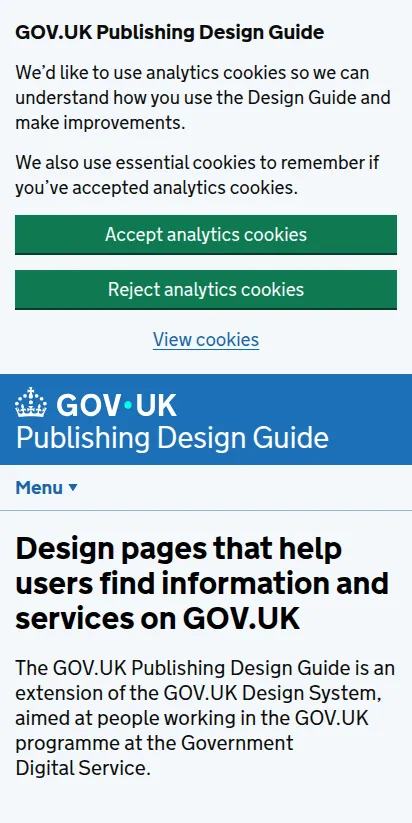 GOV.UK Publishing Design Guide
We’d like to use analytics cookies so we can
understand how you use the Design Guide and
make improvements.
We also use essential cookies to remember if
you’ve accepted analytics cookies.
Accept analytics cookies
Reject analytics cookies
View cookies
GOV·UK
Publishing Design Guide
Menu
Design pages that help
users find information and
services on GOV.UK
The GOV.UK Publishing Design Guide is an
extension of the GOV.UK Design System,
aimed at people working in the GOV.UK
programme at the Government
Digital Service.